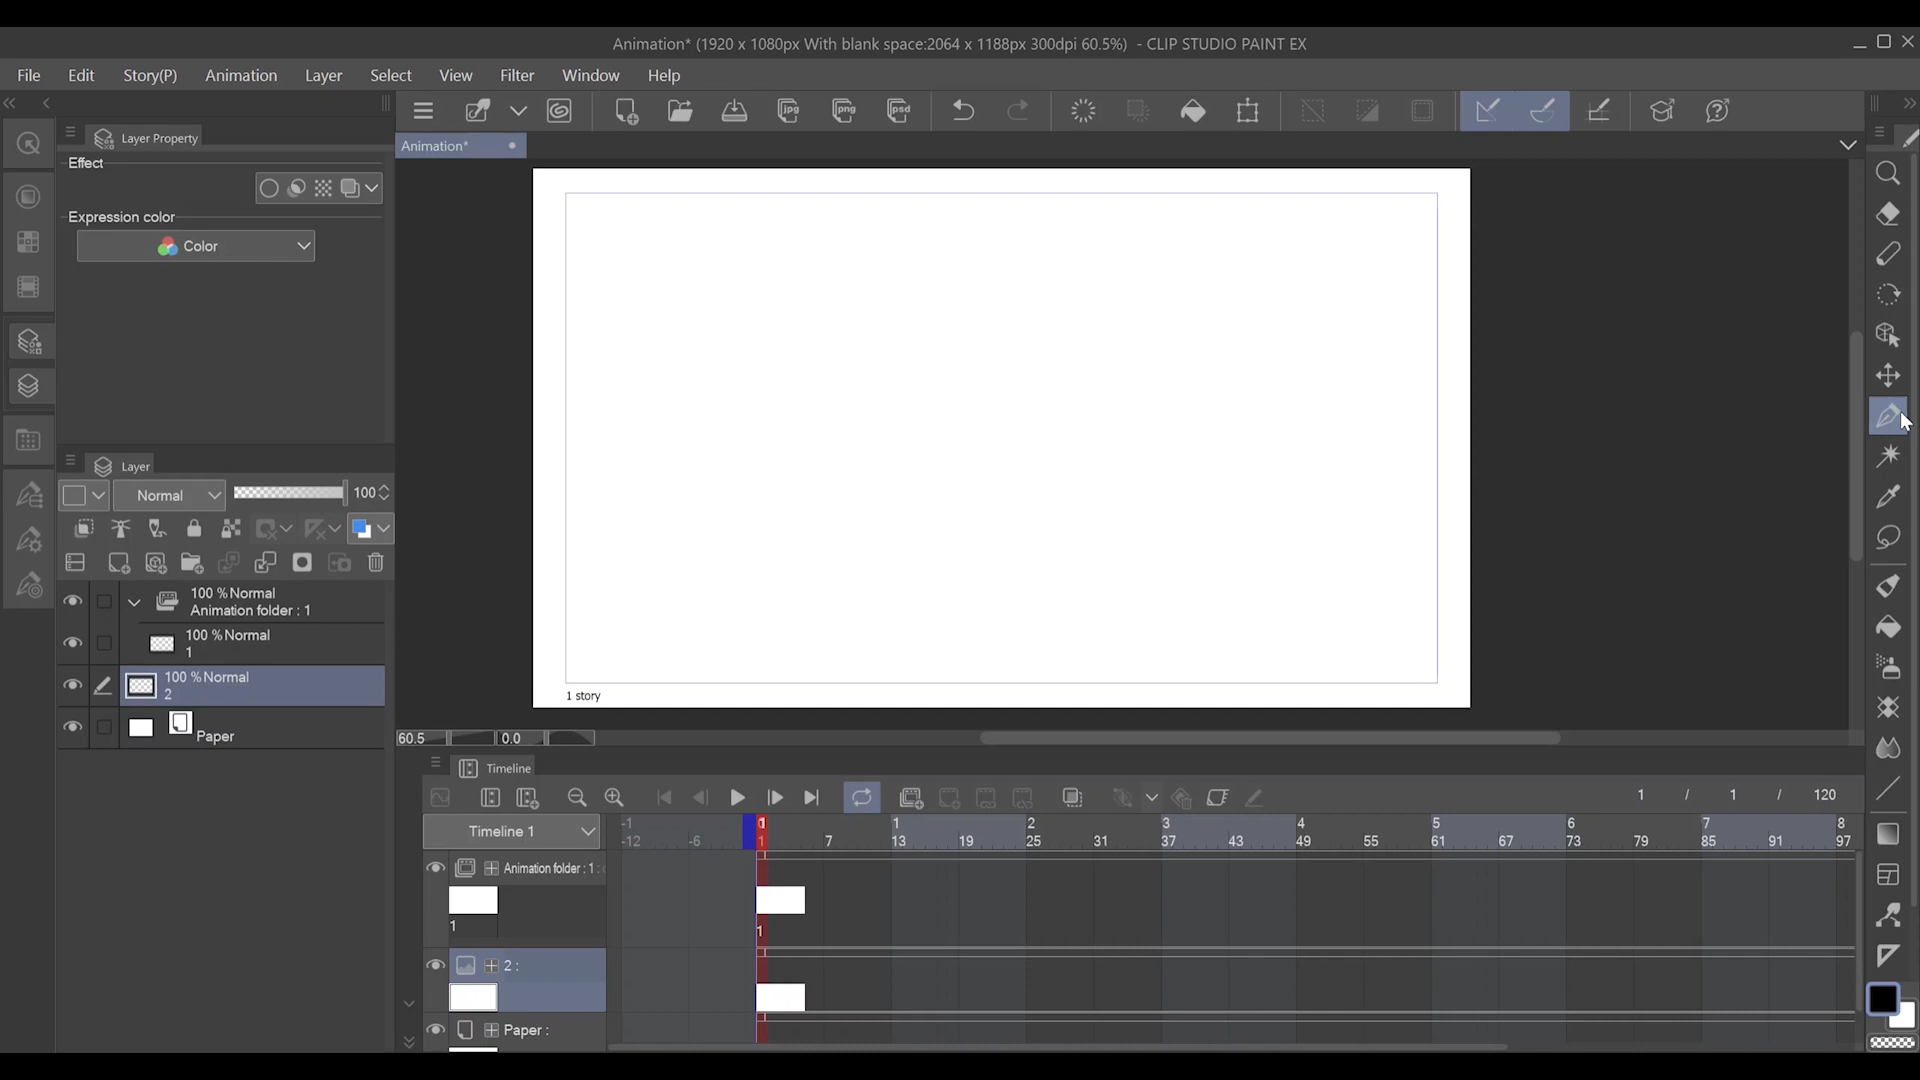 Animation* (1920 x 1080px With blank space:2064 x 1188px 300dpi 60.5%) - CLIP STUDIO PAINT EX
File Edit Story(P) Animation Layer Select View Filter Window Help
jpg png psd
Layer Property
Animation*
Effect
Expression color
Color
Layer
Normal 100
100 %Normal
Animation folder : 1
100 %Normal
1
100 %Normal
2
Paper
1 story
60.5 0.0
Timeline
1 / 1 / 120
Timeline 1
-1 1 1 2 3 4 5 6 7 8
-12 -6 1 7 13 19 25 31 37 43 49 55 61 67 73 79 85 91 97
Animation folder : 1 :
1
1
2 :
Paper :